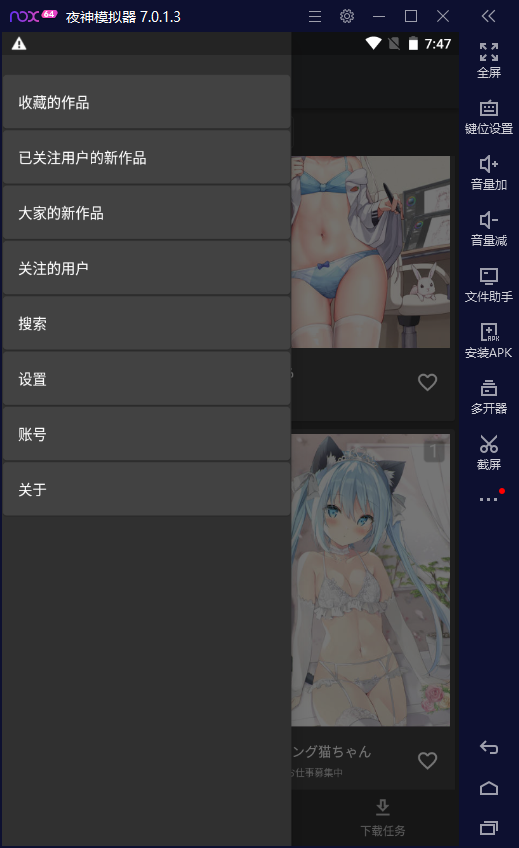 nox 64 夜神模拟器 7.0.1.3
7:47
收藏的作品
已关注用户的新作品
大家的新作品
关注的用户
搜索
设置
账号
关于
1
ング猫ちゃん
お仕事募集中
下载任务
全屏
键位设置
音量加
音量减
文件助手
APK
安装APK
多开器
截屏